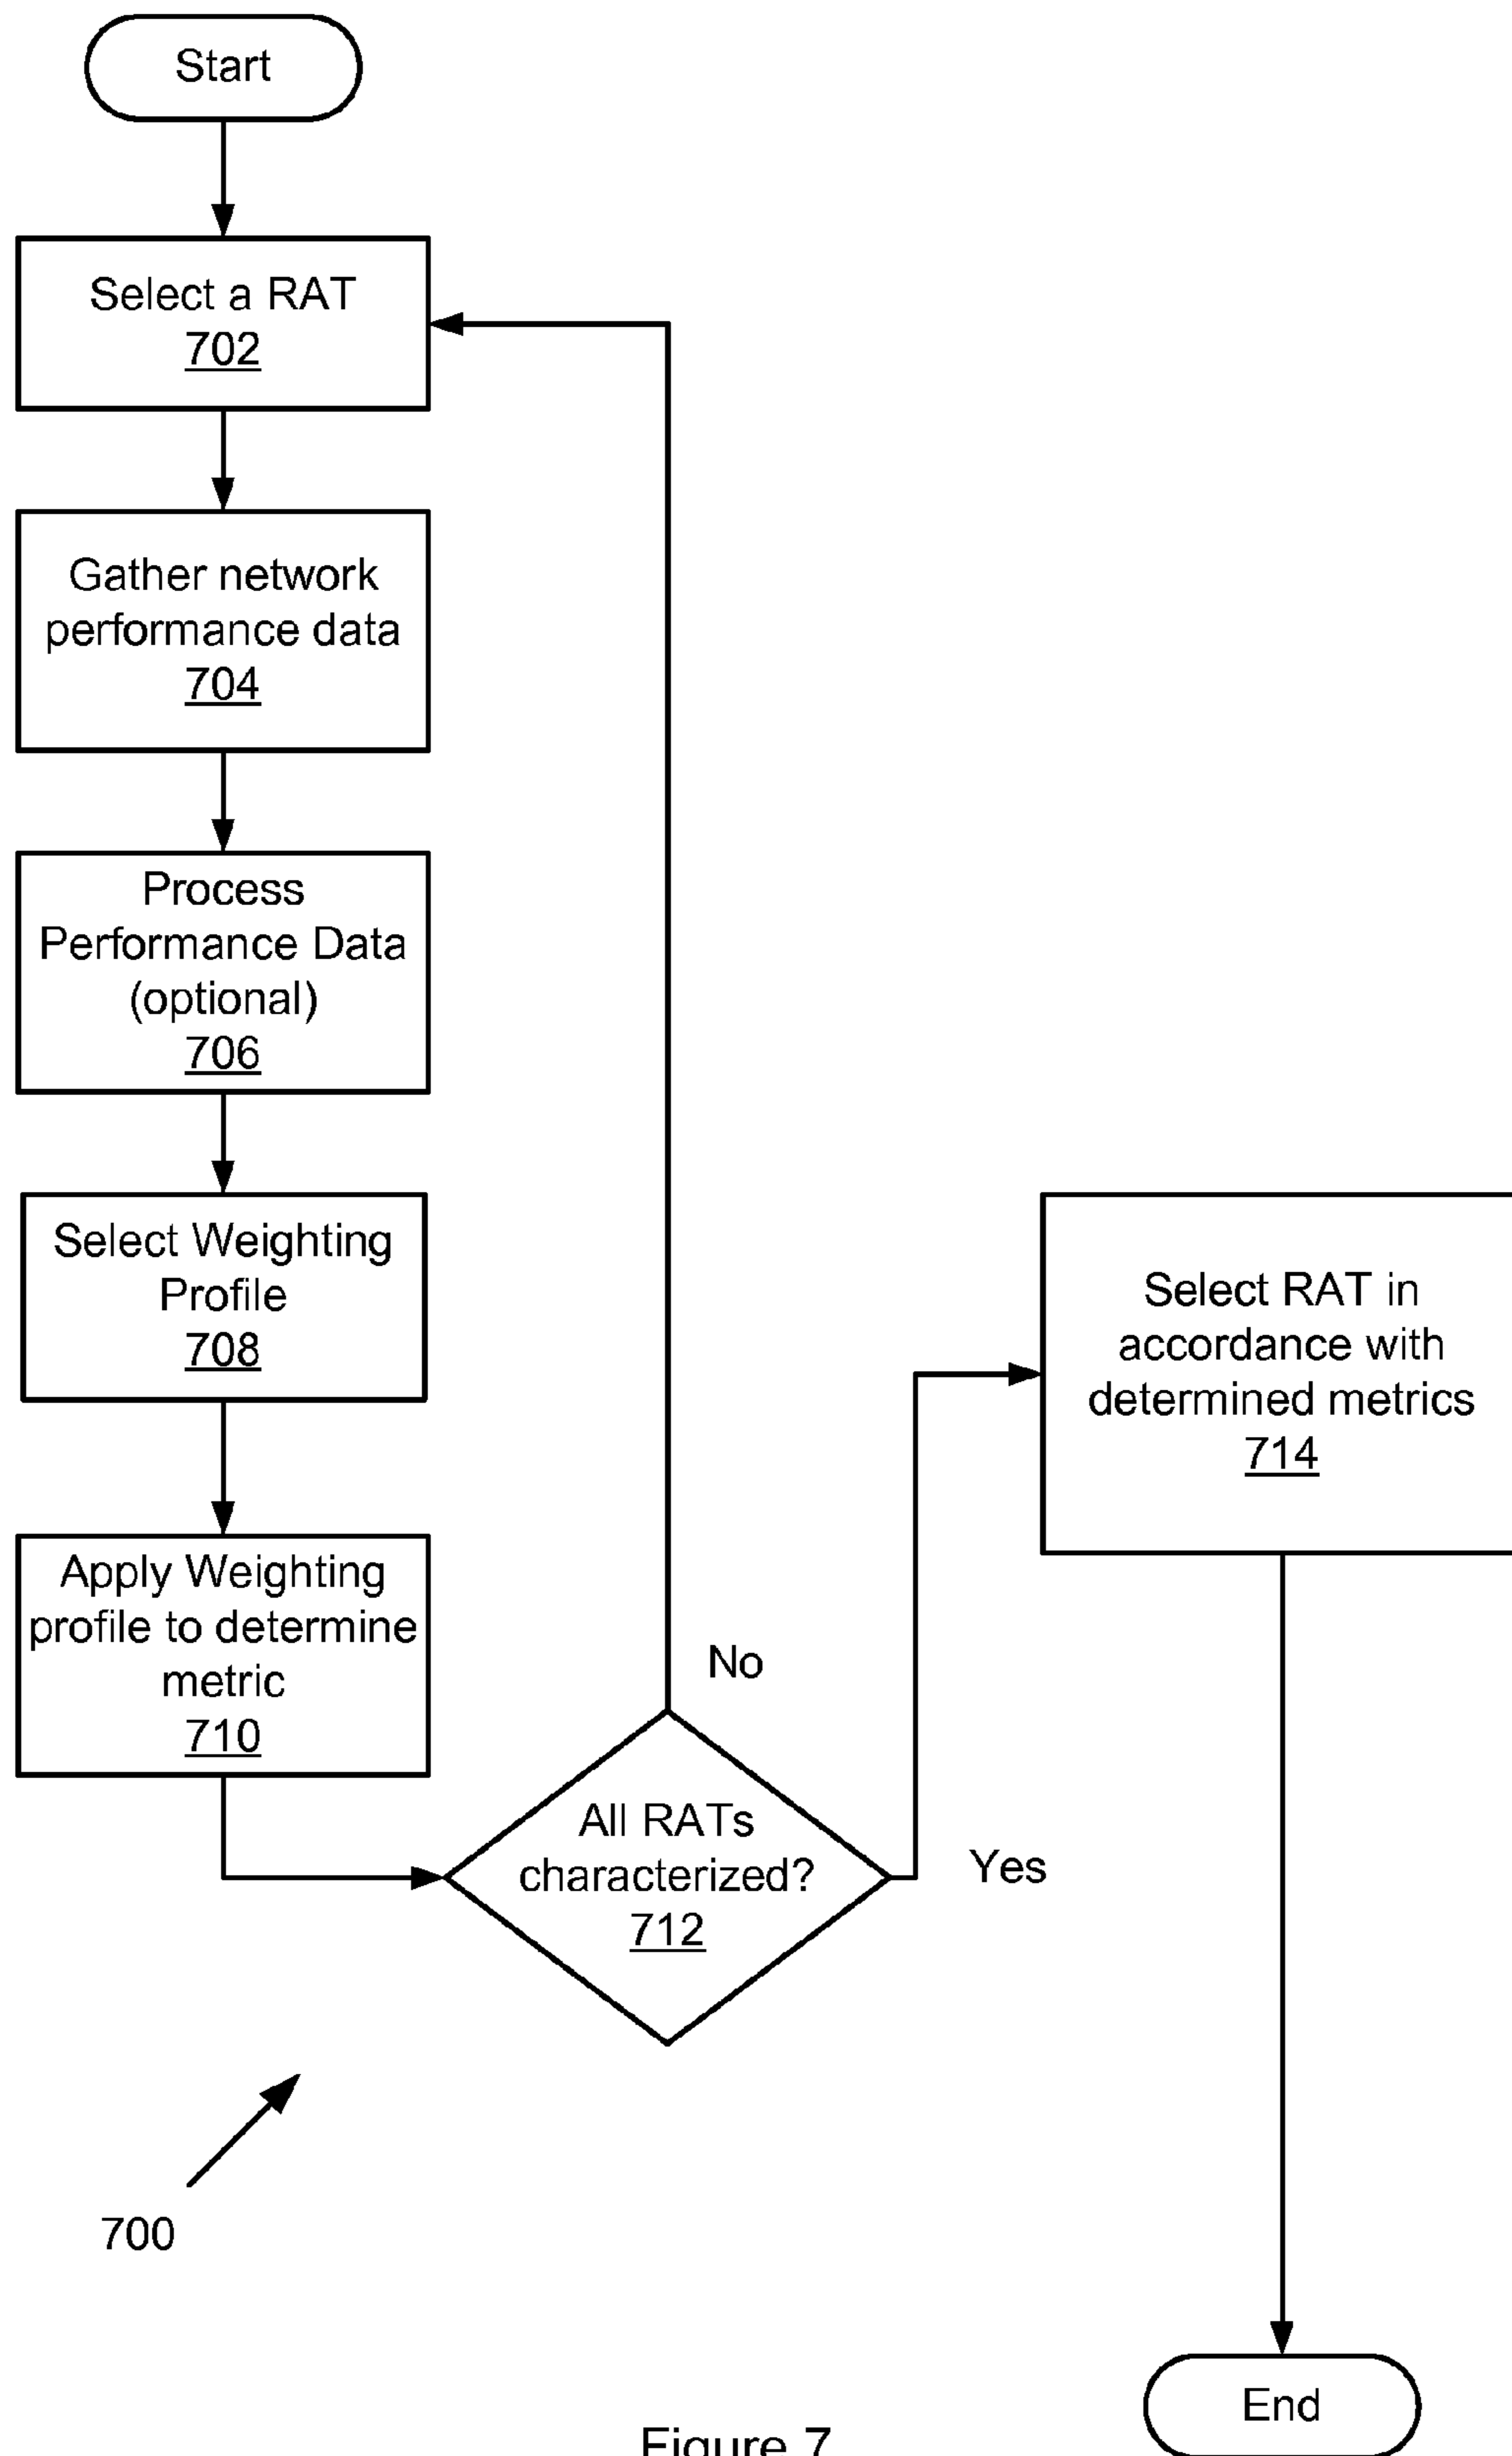 Start
Select a RAT
702
Gather network
performance data
704
Process
Performance Data
(optional)
706
Select Weighting
Profile
708
Apply Weighting
profile to determine
metric
710
No
All RATs
characterized?
712
Yes
Select RAT in
accordance with
determined metrics
714
700
End
Figure 7